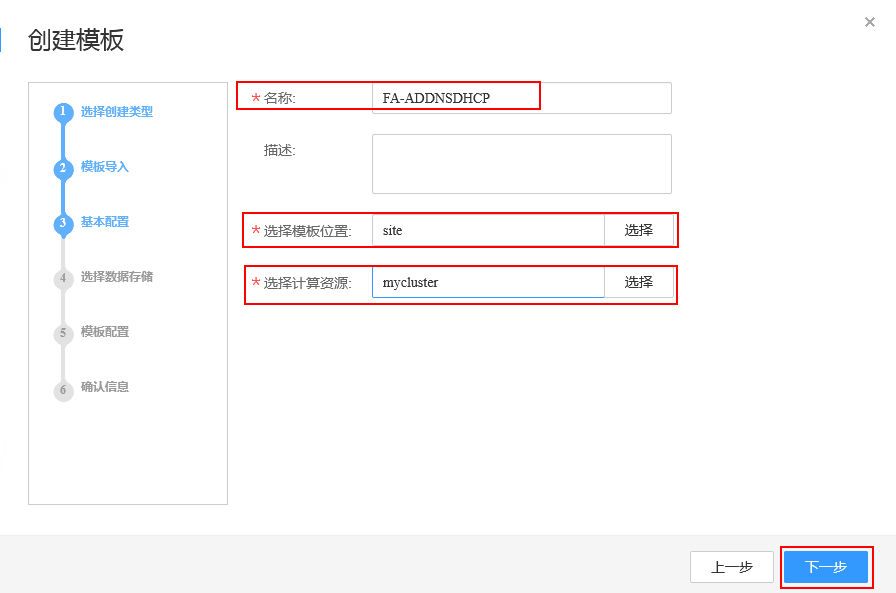 ×
创建模板
1 选择创建类型
2 模板导入
3 基本配置
4 选择数据存储
5 模板配置
6 确认信息
* 名称: FA-ADDNSDHCP
描述:
* 选择模板位置: site 选择
* 选择计算资源: mycluster 选择
上一步 下一步